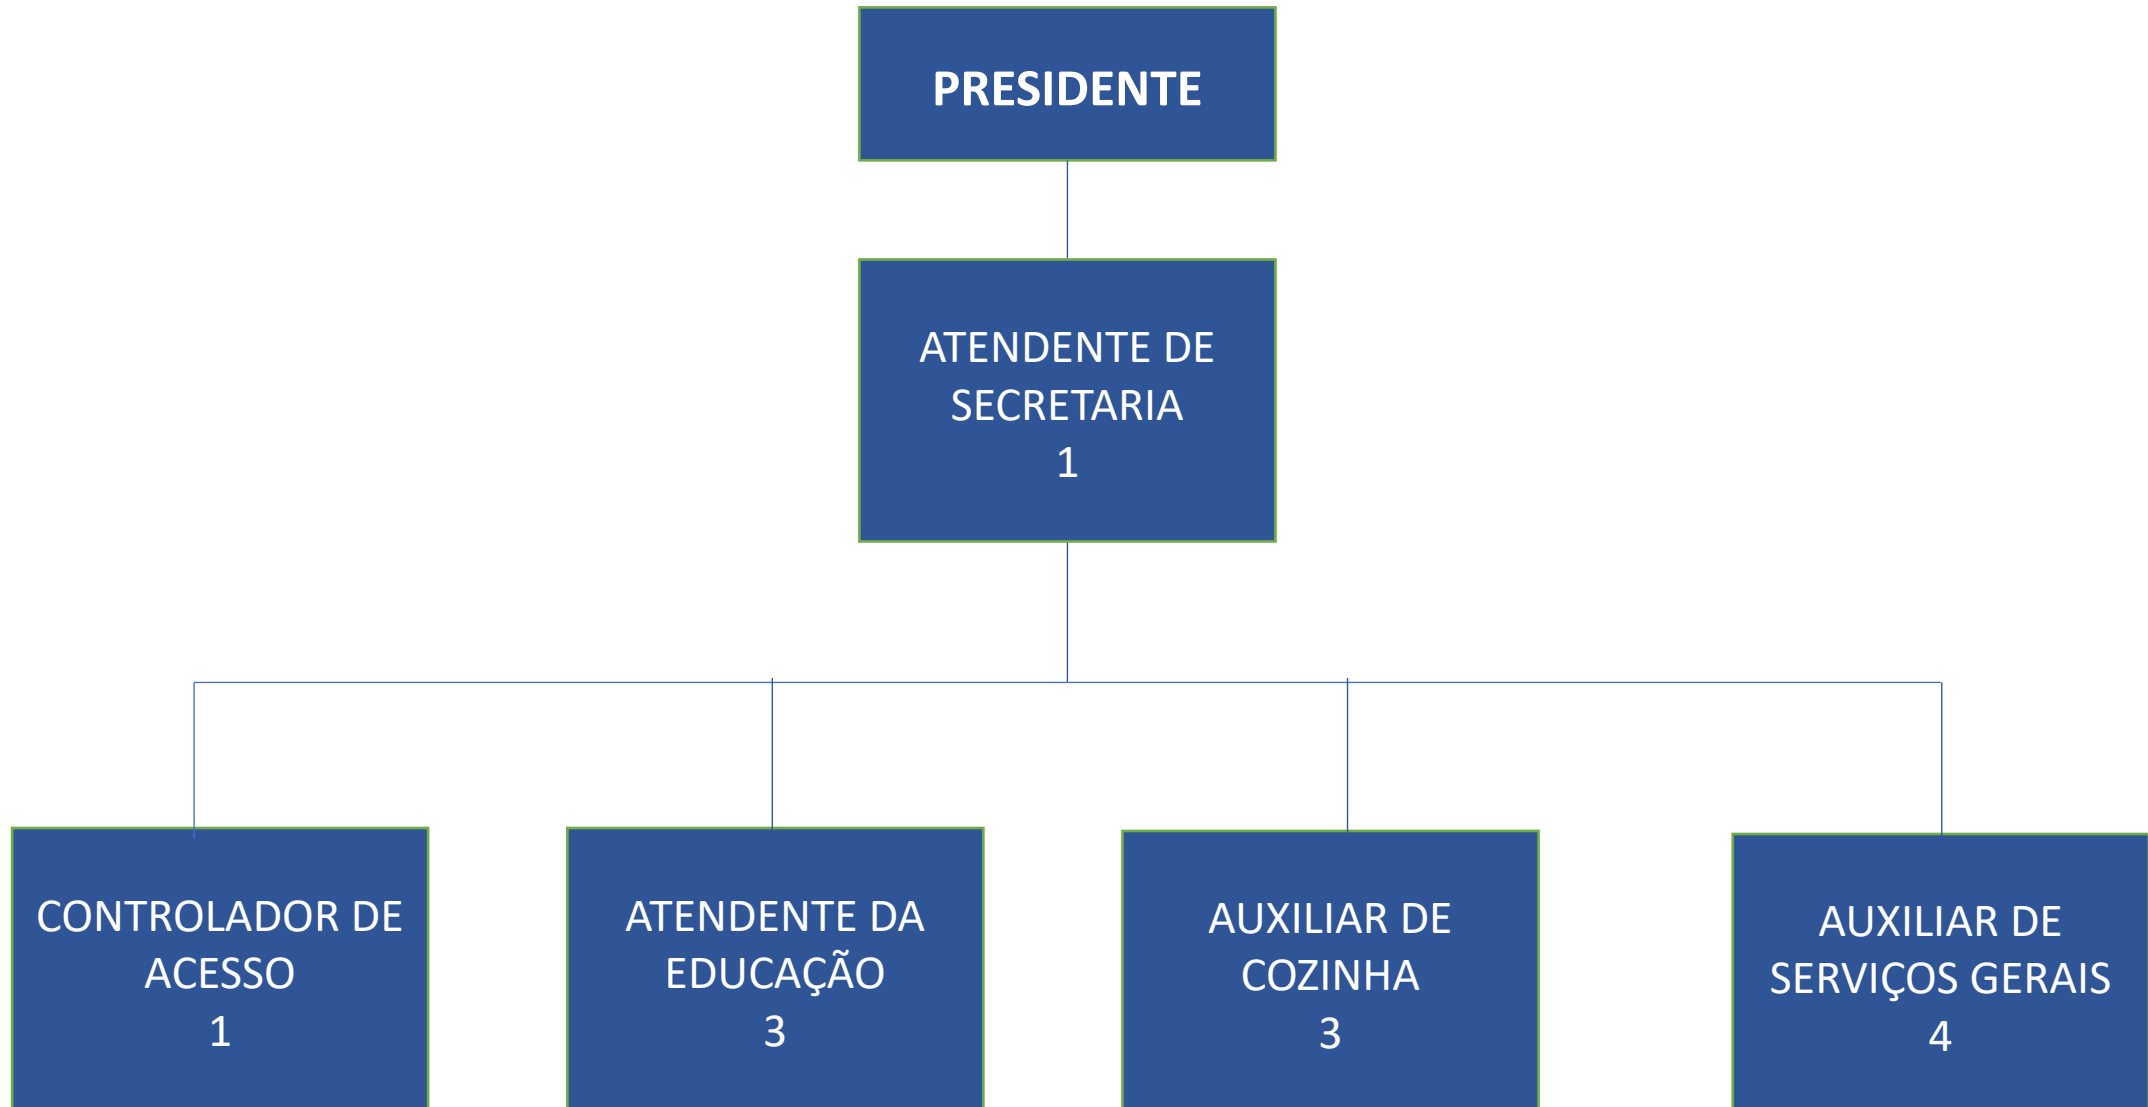 PRESIDENTE
ATENDENTE DE
SECRETARIA
1
CONTROLADOR DE
ACESSO
1
ATENDENTE DA
EDUCAÇÃO
3
AUXILIAR DE
COZINHA
3
AUXILIAR DE
SERVIÇOS GERAIS
4